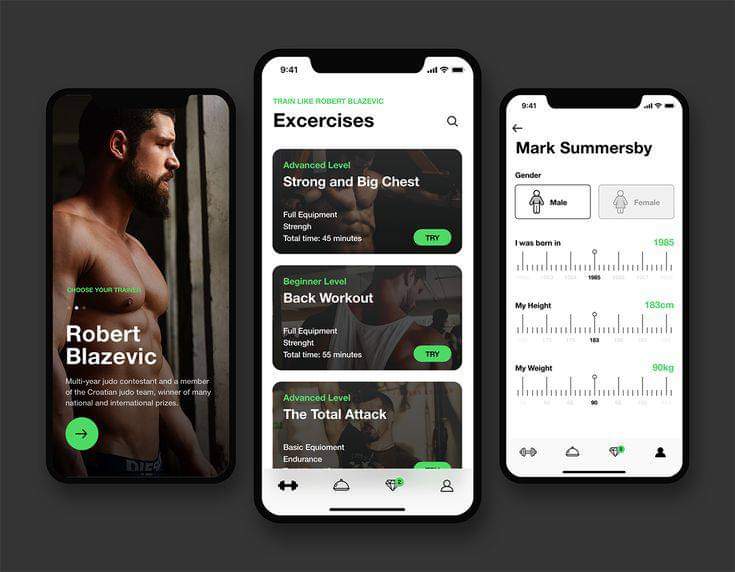 CHOOSE YOUR TRAINER
Robert
Blazevic
Multi-year judo contestant and a member
of the Croatian judo team, winner of many
national and international prizes.
DIES
9:41
TRAIN LIKE ROBERT BLAZEVIC
Excercises
Advanced Level
Strong and Big Chest
Full Equipment
Strengh
Total time: 45 minutes
TRY
Beginner Level
Back Workout
Full Equipment
Strenght
Total time: 55 minutes
TRY
Advanced Level
The Total Attack
Basic Equioment
Endurance
2
9:41
Mark Summersby
Gender
Male
Female
I was born in
1985
1985
My Height
183cm
183
My Weight
90kg
90